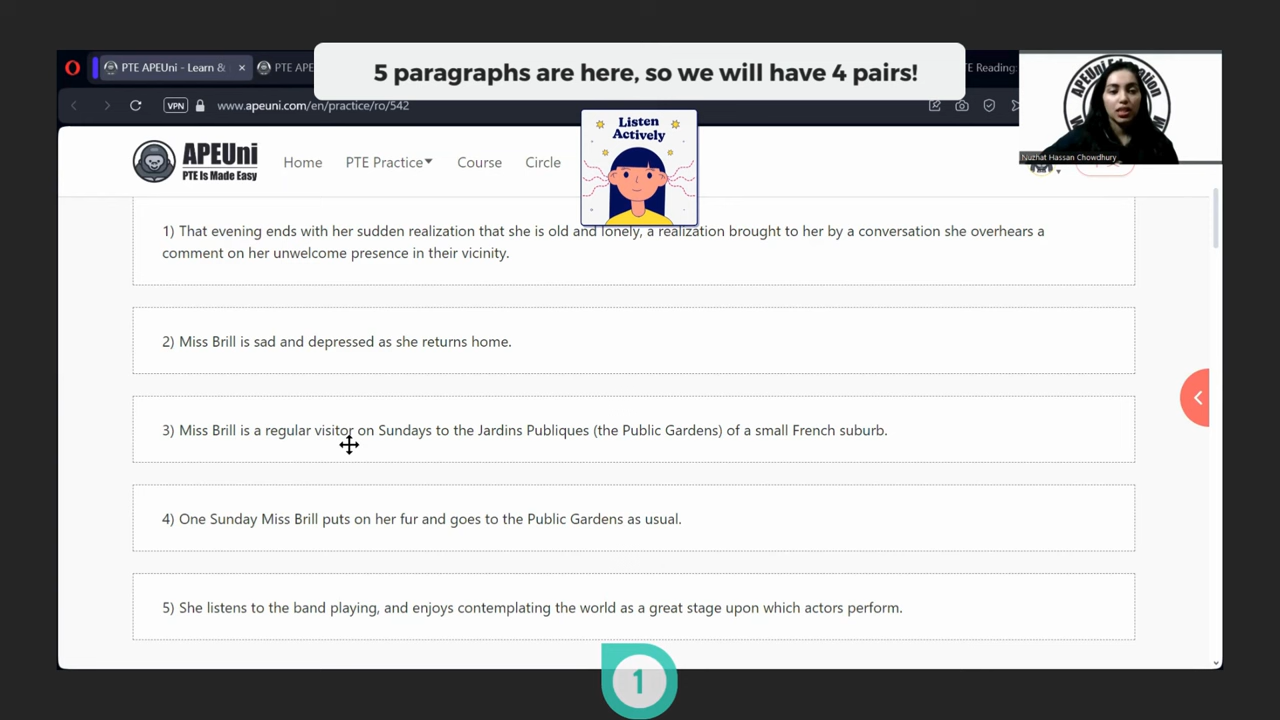 5 paragraphs are here, so we will have 4 pairs!
PTE APEUni - Learn &
PTE APE
TE Reading:
VPN
www.apeuni.com/en/practice/ro/542
Listen
Actively
Nuzhat Hassan Chowdhury
APEUni
PTE Is Made Easy
Home
PTE Practice
Course
Circle
1) That evening ends with her sudden realization that she is old and lonely, a realization brought to her by a conversation she overhears a
comment on her unwelcome presence in their vicinity.
2) Miss Brill is sad and depressed as she returns home.
3) Miss Brill is a regular visitor on Sundays to the Jardins Publiques (the Public Gardens) of a small French suburb.
4) One Sunday Miss Brill puts on her fur and goes to the Public Gardens as usual.
5) She listens to the band playing, and enjoys contemplating the world as a great stage upon which actors perform.
1